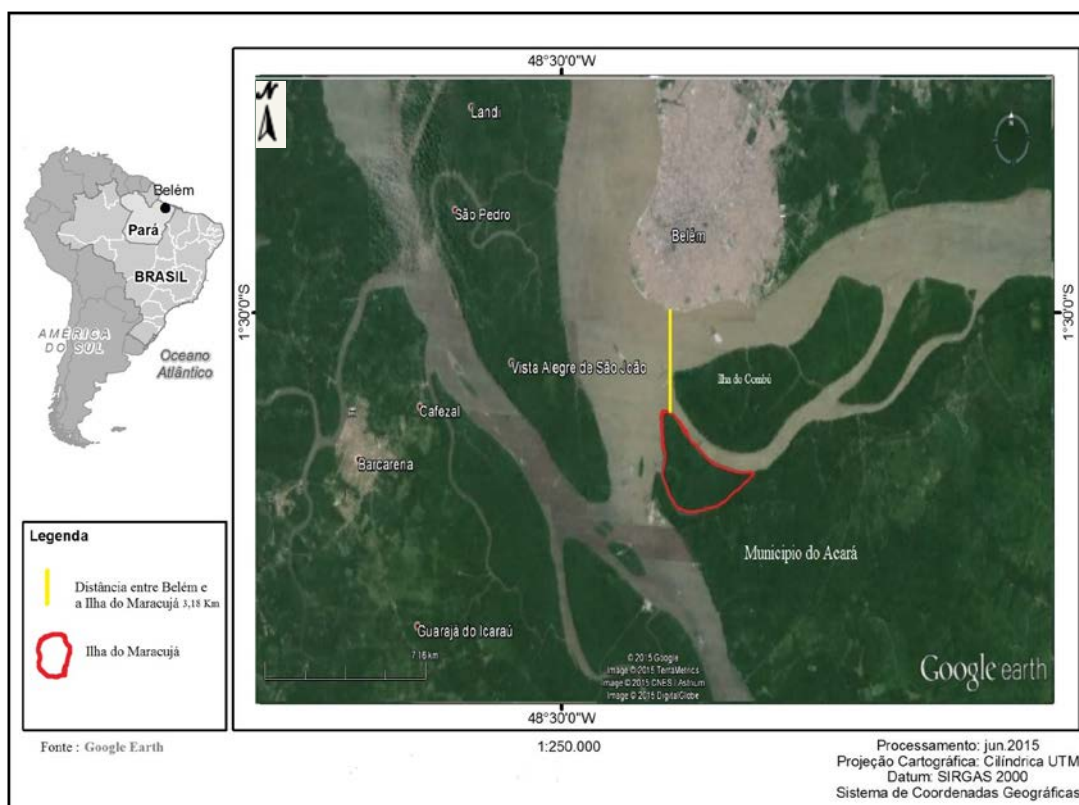 48°30'0"W
N
Landi
São Pedro
Belém
Belém
Pará
BRASIL
AMÉRICA
DO SUL
Oceano
Atlântico
1°30'0"S
1°30'0"S
Vista Alegre de São João
Ilha do Combú
Cafezal
Barcarena
Municipio do Acará
Guarajá do Icaraú
7.16 km
© 2015 Google
Image © 2015 TerraMetrics
Image © 2015 CNES / Astrium
Image © 2015 DigitalGlobe
Google earth
Legenda
Distância entre Belém e
a Ilha do Maracujá 3,18 Km
Ilha do Maracujá
48°30'0"W
Fonte : Google Earth
1:250.000
Processamento: jun.2015
Projeção Cartográfica: Cilíndrica UTM
Datum: SIRGAS 2000
Sistema de Coordenadas Geográficas